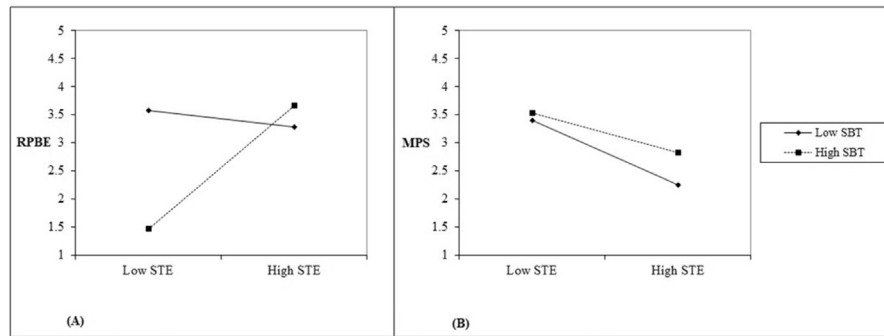 5
4.5
4
3.5
RPBE 3
2.5
2
1.5
1
Low STE High STE
(A)
5
4.5
4
3.5
MPS 3
2.5
2
1.5
1
Low STE High STE
(B)
Low SBT
High SBT